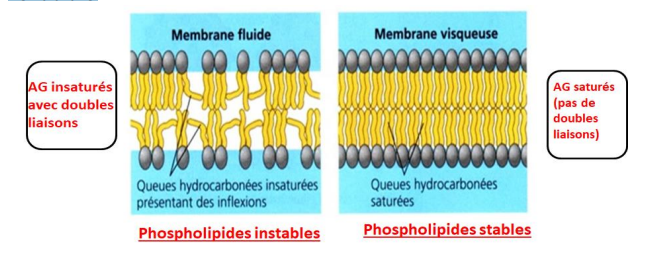 Membrane fluide
Membrane visqueuse
AG insaturés
avec doubles
liaisons
AG saturés
(pas de
doubles
liaisons)
Queues hydrocarbonées insaturées
présentant des inflexions
Queues hydrocarbonées
saturées
Phospholipides instables
Phospholipides stables